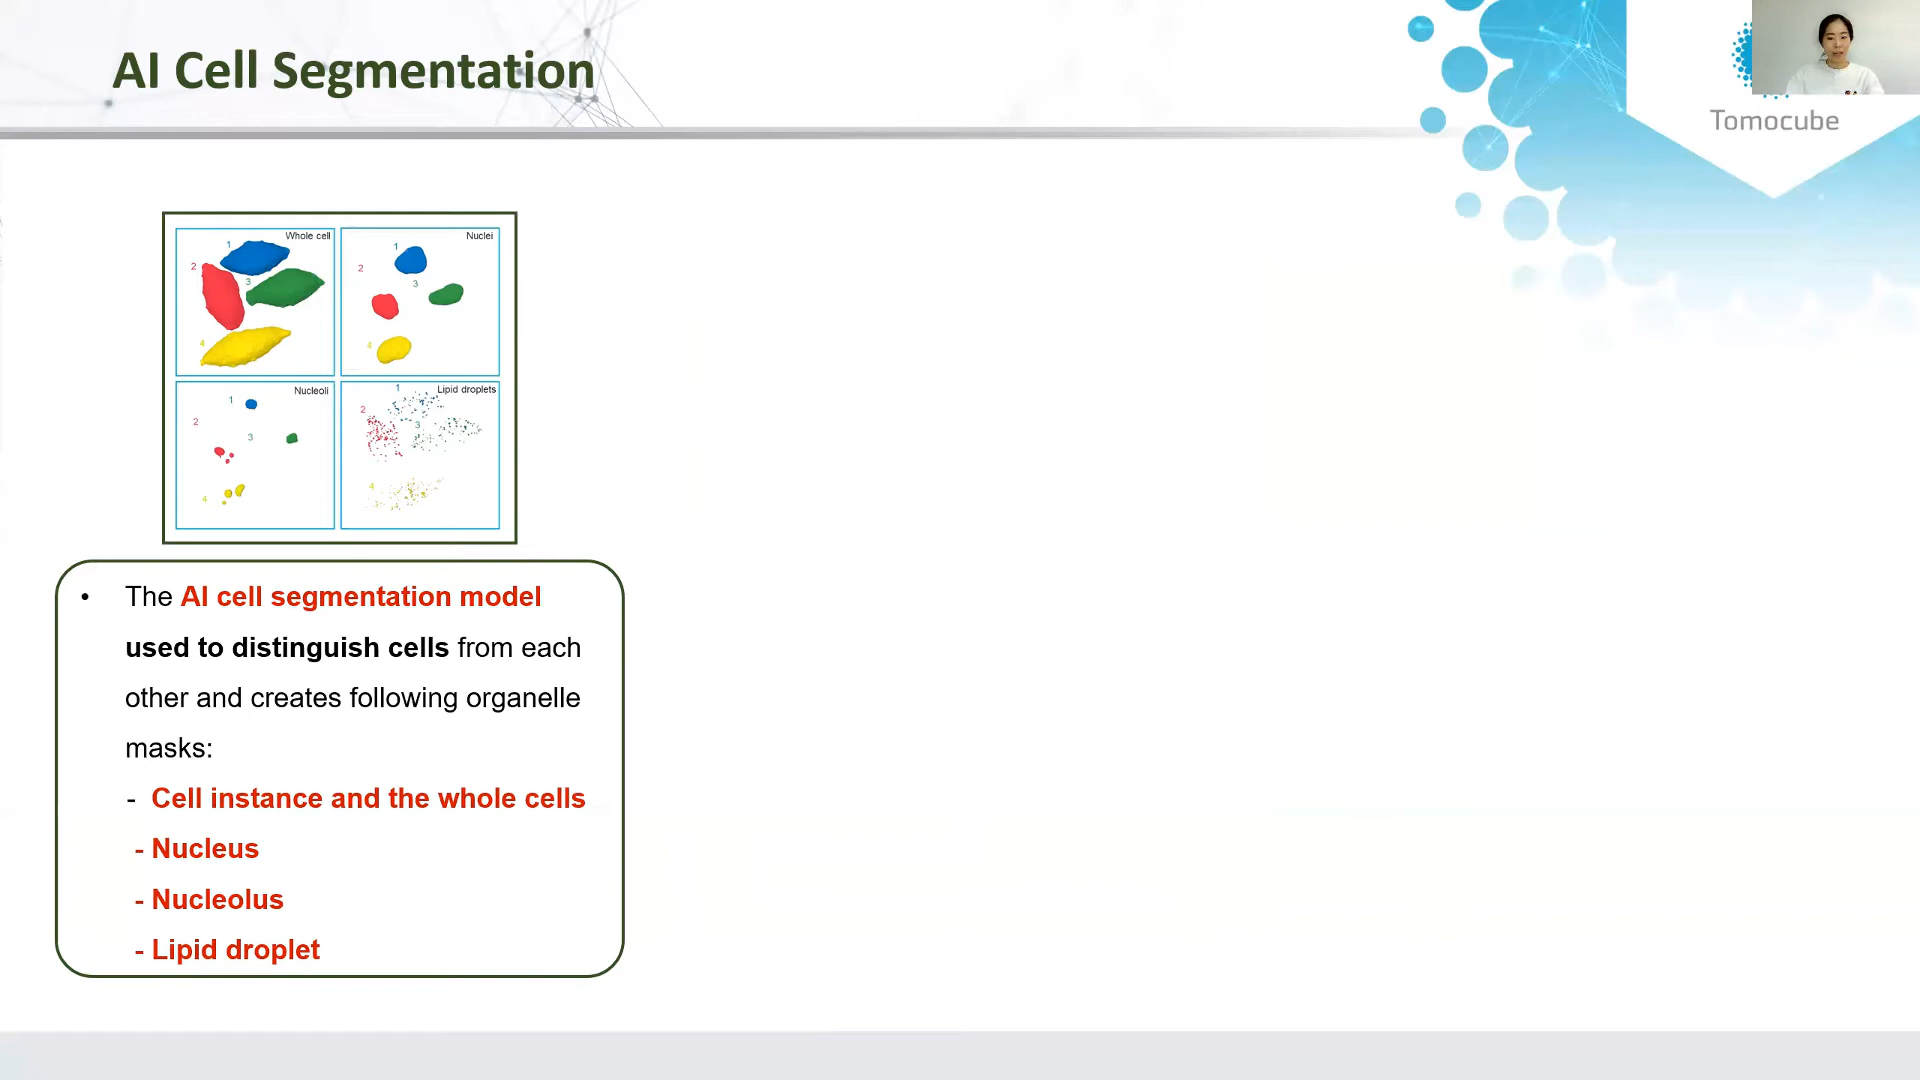 AI Cell Segmentation
Tomocube
Whole cell
1
2
3
4
Nuclei
1
2
3
4
Nucleoli
1
2
3
4
Lipid droplets
1
2
3
4
• The AI cell segmentation model
used to distinguish cells from each
other and creates following organelle
masks:
- Cell instance and the whole cells
- Nucleus
- Nucleolus
- Lipid droplet